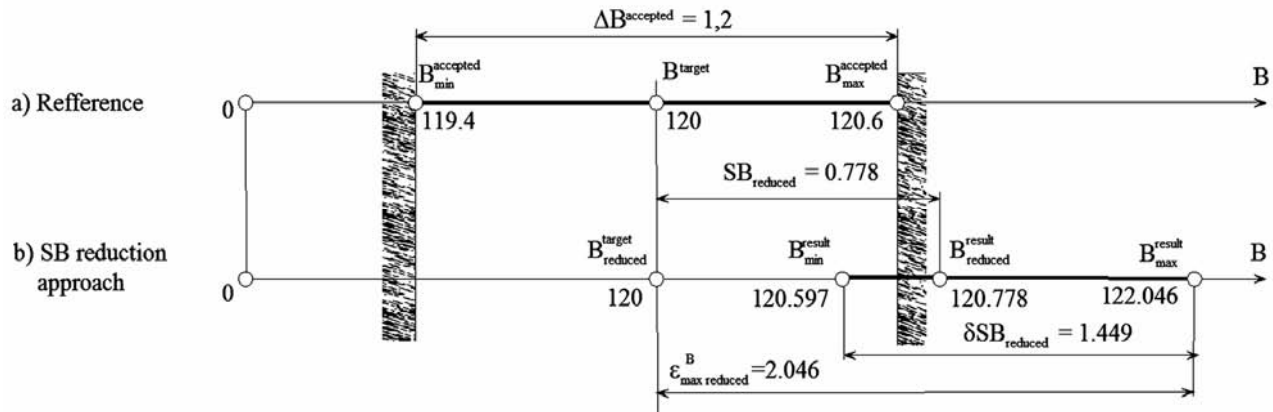 ΔB^accepted = 1,2
B^accepted_min
B^target
B^accepted_max
B
a) Refference
0
119.4
120
120.6
SB_reduced = 0.778
b) SB reduction
approach
B^target_reduced
B^result_min
B^result_reduced
B^result_max
B
0
120
120.597
120.778
122.046
δSB_reduced = 1.449
ε^B_max reduced =2.046